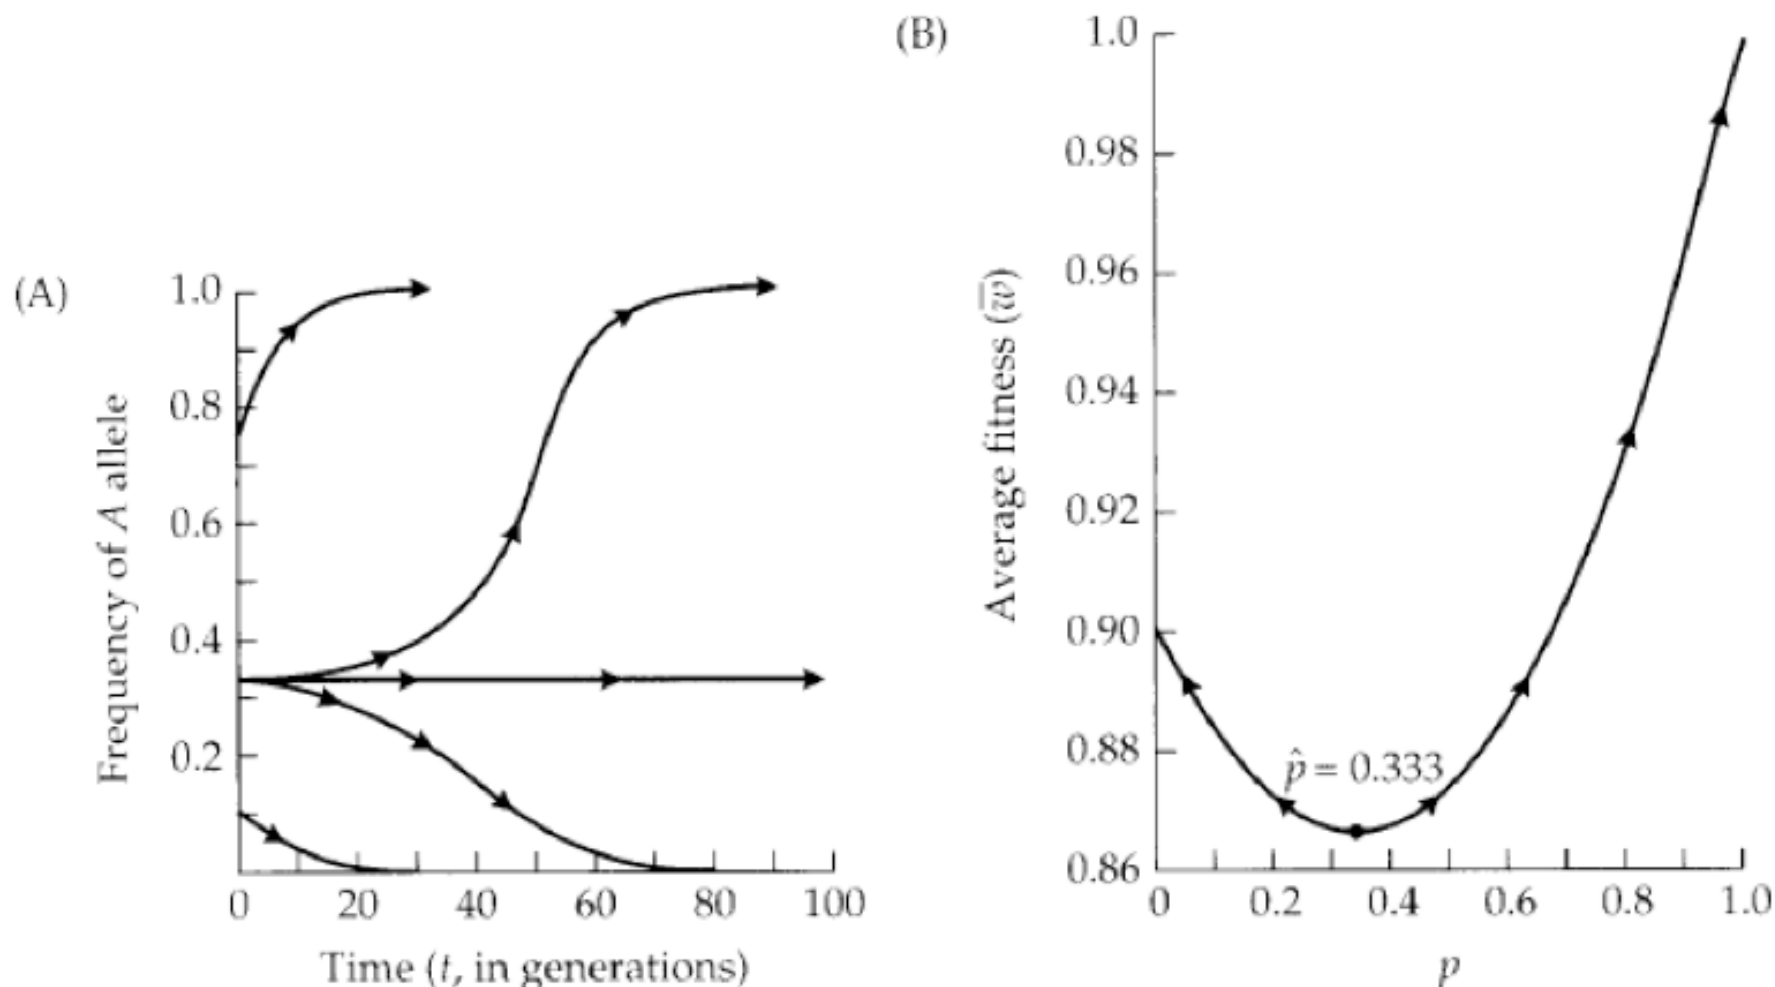 (A)
Frequency of A allele
1.0
0.8
0.6
0.4
0.2
0 20 40 60 80 100
Time (t, in generations)
(B)
Average fitness (w̄)
1.0
0.98
0.96
0.94
0.92
0.90
0.88
0.86
p̂ = 0.333
0 0.2 0.4 0.6 0.8 1.0
p